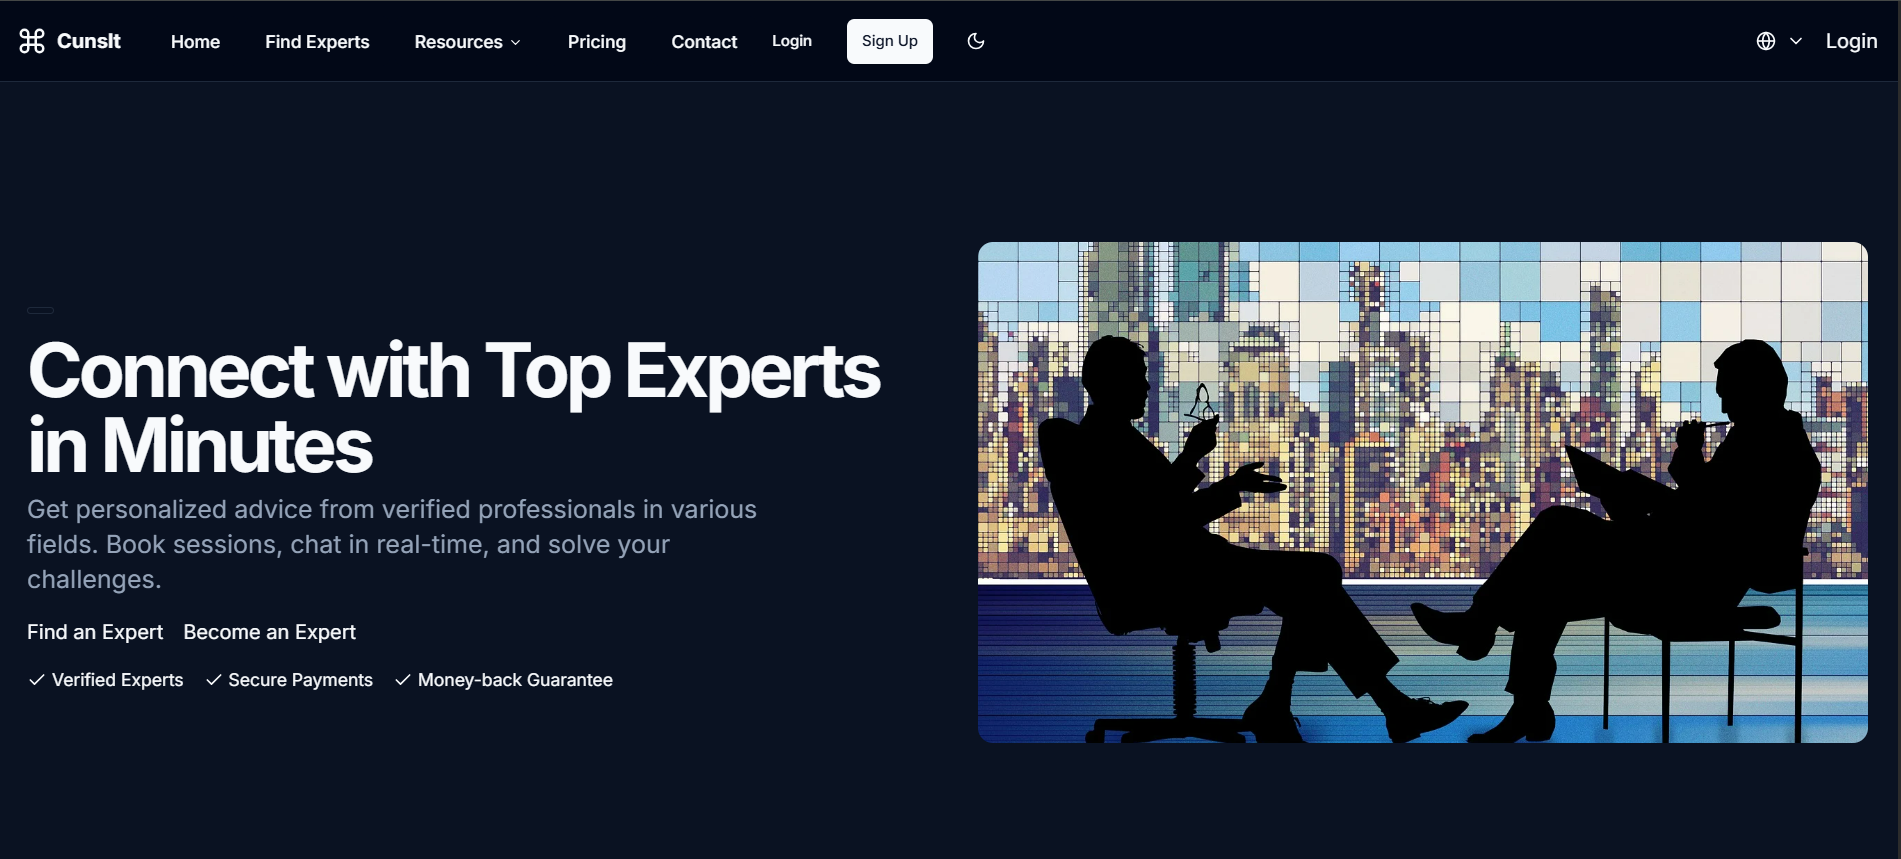 Cunslt Home Find Experts Resources Pricing Contact Login Sign Up Login
Connect with Top Experts
in Minutes
Get personalized advice from verified professionals in various
fields. Book sessions, chat in real-time, and solve your
challenges.
Find an Expert Become an Expert
Verified Experts Secure Payments Money-back Guarantee